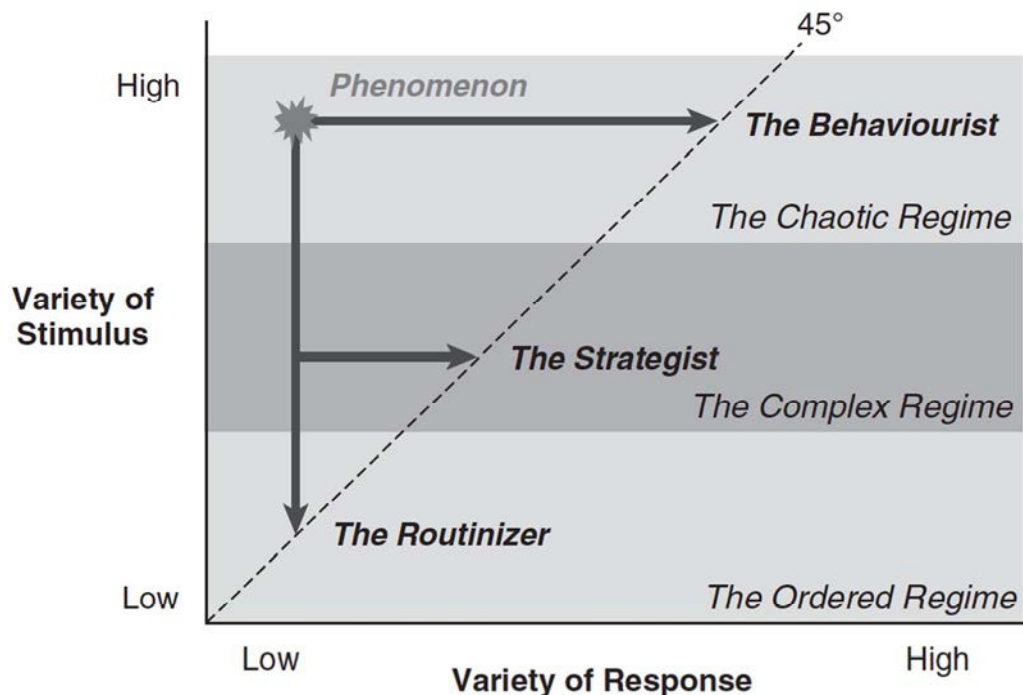 45°
High
Phenomenon
The Behaviourist
The Chaotic Regime
Variety of
Stimulus
The Strategist
The Complex Regime
The Routinizer
Low
The Ordered Regime
Low
High
Variety of Response